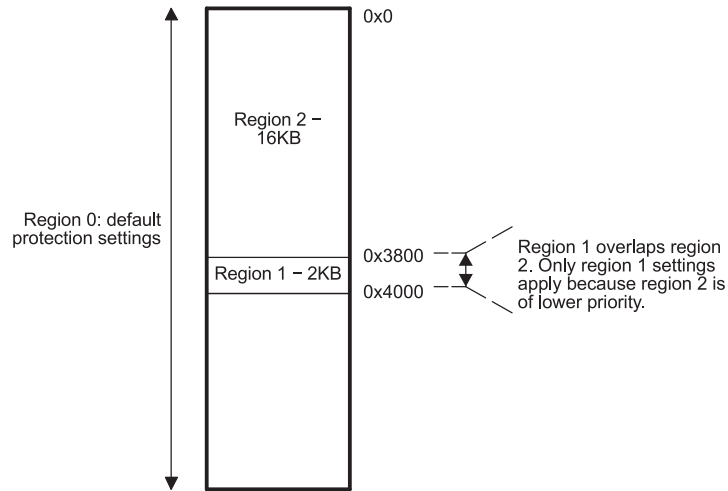 0x0
Region 2 −
16KB
Region 0: default
protection settings
0x3800
Region 1 − 2KB
0x4000
Region 1 overlaps region
2. Only region 1 settings
apply because region 2 is
of lower priority.